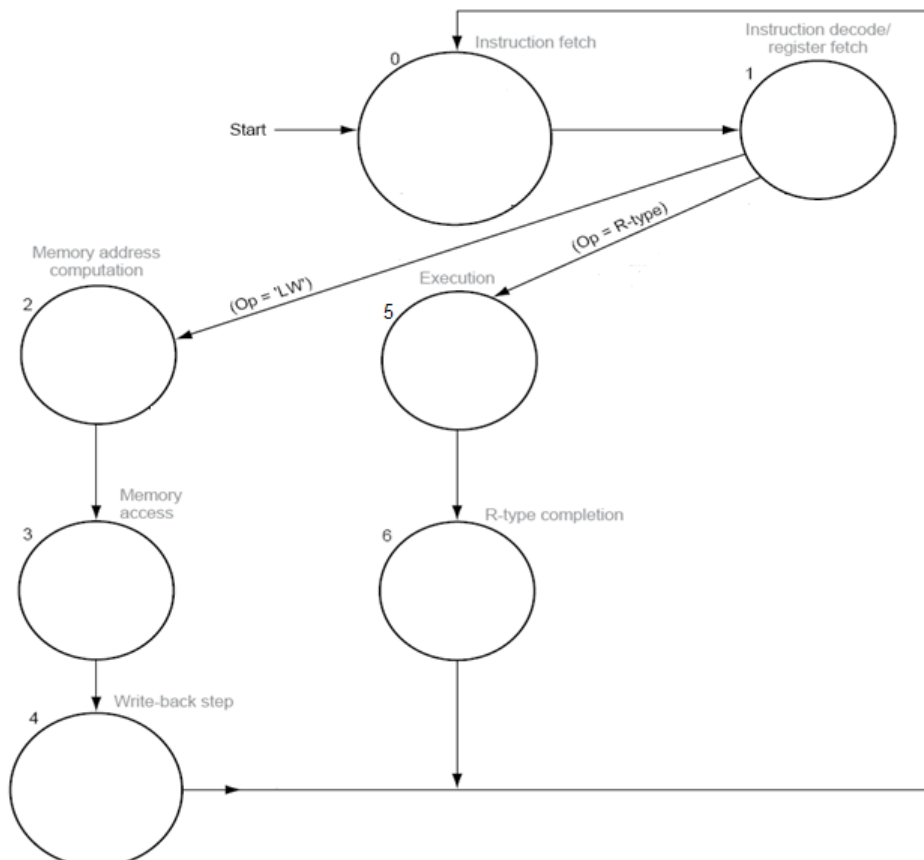 Instruction fetch
0
Instruction decode/
register fetch
1
Start
(Op = 'LW')
(Op = R-type)
Memory address
computation
2
Execution
5
Memory
access
3
R-type completion
6
Write-back step
4